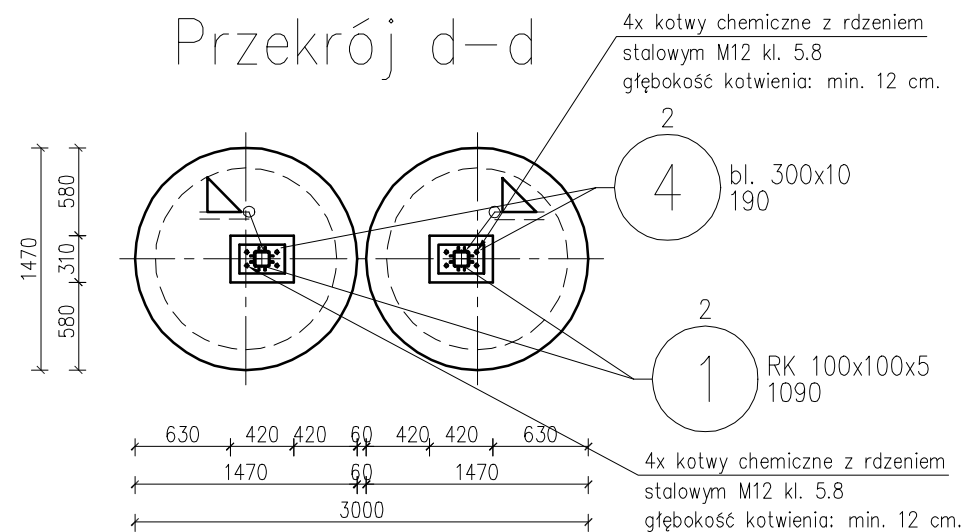 Przekrój d-d
4x kotwy chemiczne z rdzeniem
stalowym M12 kl. 5.8
głębokość kotwienia: min. 12 cm.
2
4
bl. 300x10
190
1470
580
310
580
2
1
RK 100x100x5
1090
630 420 420 60 420 420 630
1470 60 1470
3000
4x kotwy chemiczne z rdzeniem
stalowym M12 kl. 5.8
głębokość kotwienia: min. 12 cm.